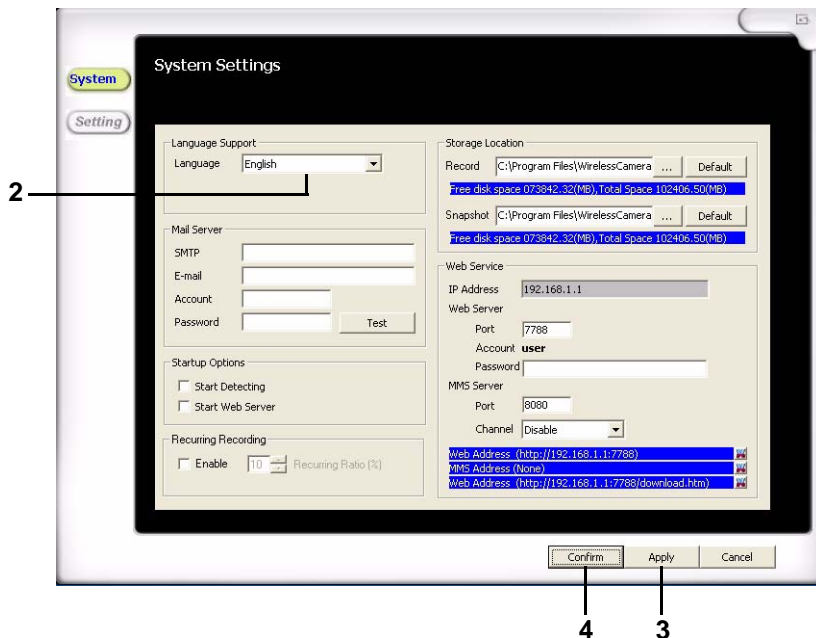 System Settings
System
Setting
Language Support
Language English
2
Mail Server
SMTP
E-mail
Account
Password Test
Startup Options
Start Detecting
Start Web Server
Recurring Recording
Enable 10 Recurring Ratio (%)
Storage Location
Record C:\Program Files\WirelessCamera ... Default
Free disk space 073842.32(MB),Total Space 102406.50(MB)
Snapshot C:\Program Files\WirelessCamera ... Default
Free disk space 073842.32(MB),Total Space 102406.50(MB)
Web Service
IP Address 192.168.1.1
Web Server
Port 7788
Account user
Password
MMS Server
Port 8080
Channel Disable
Web Address (http://192.168.1.1:7788)
MMS Address (None)
Web Address (http://192.168.1.1:7788/download.htm)
Confirm Apply Cancel
4 3